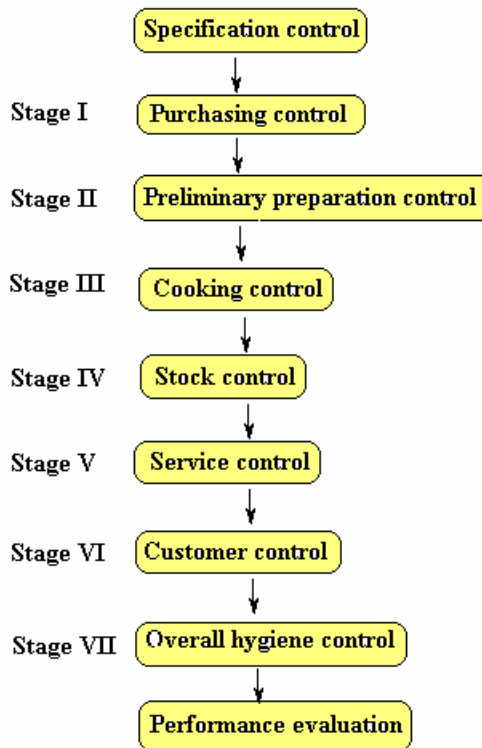 Specification control
Stage I Purchasing control
Stage II Preliminary preparation control
Stage III Cooking control
Stage IV Stock control
Stage V Service control
Stage VI Customer control
Stage VII Overall hygiene control
Performance evaluation